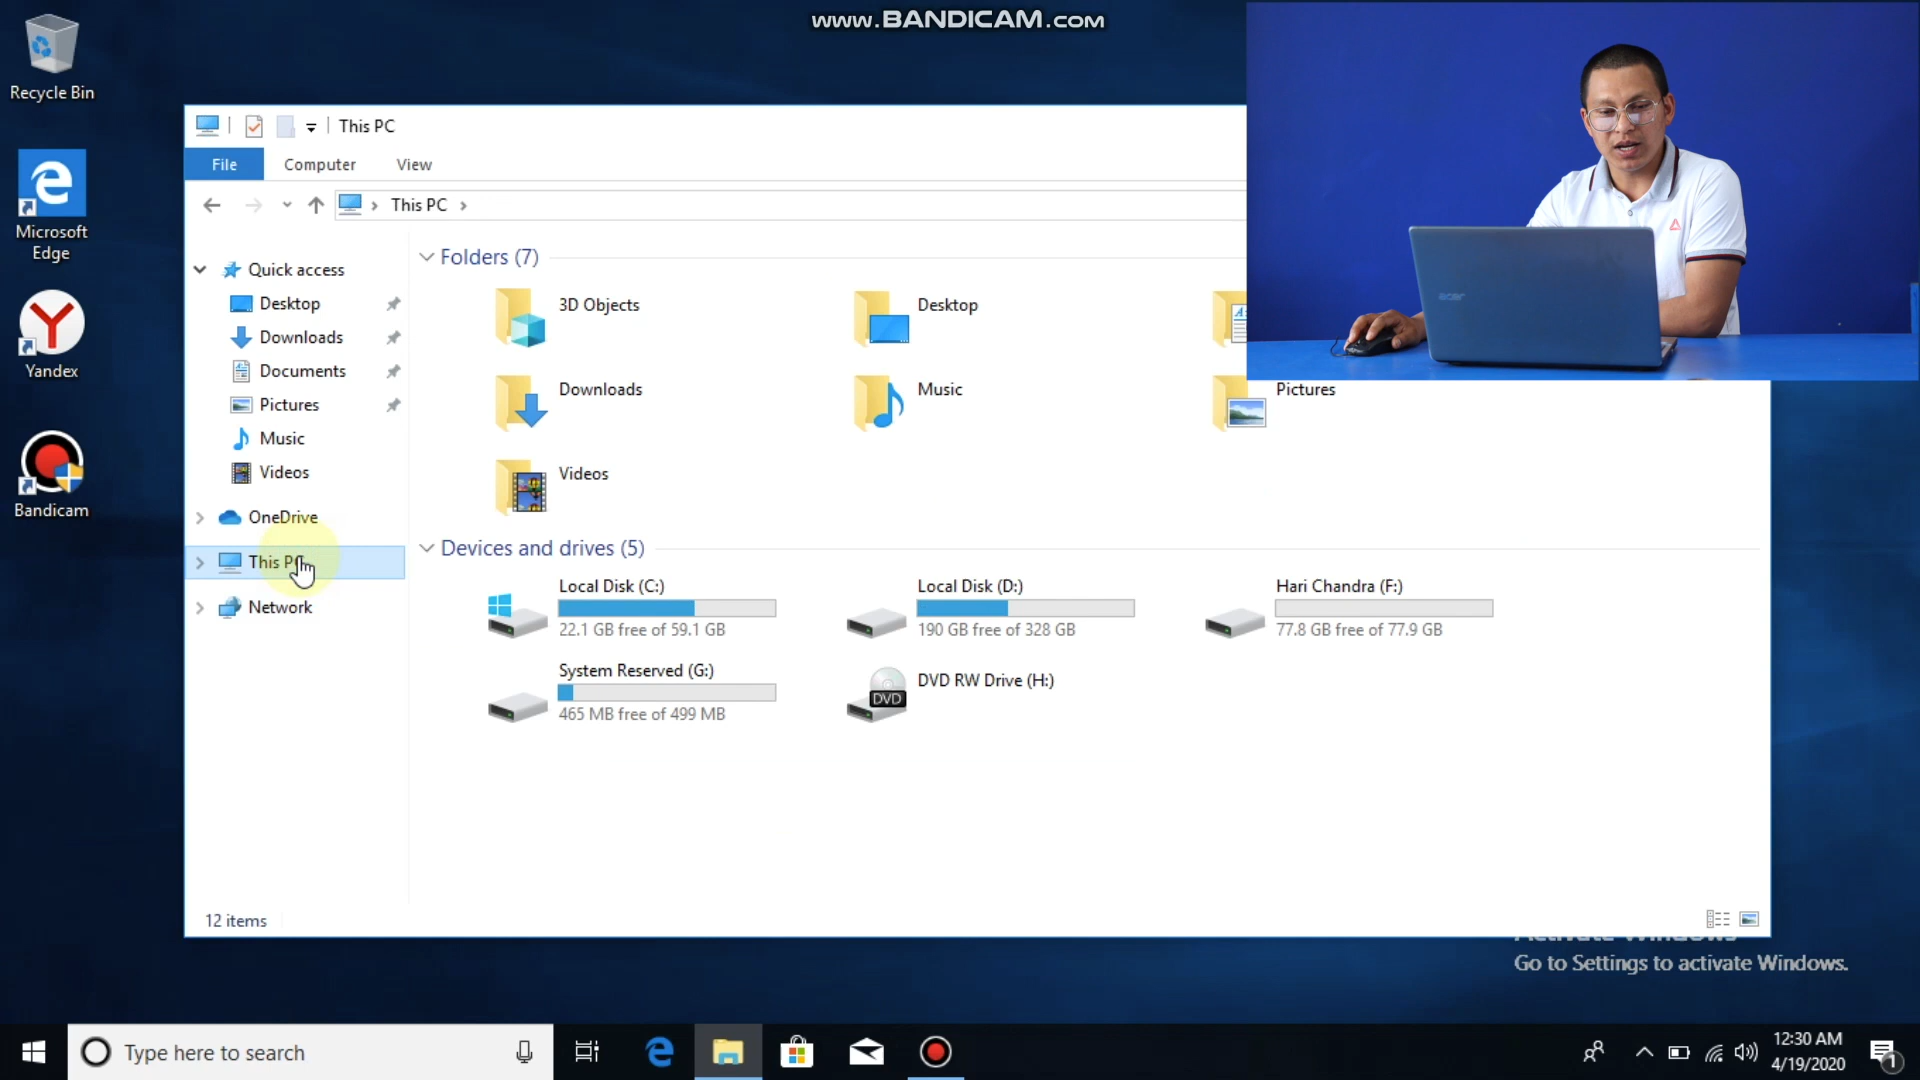 www.BANDICAM.com
Recycle Bin
Microsoft
Edge
Yandex
Bandicam
This PC
File
Computer
View
This PC
Quick access
Desktop
Downloads
Documents
Pictures
Music
Videos
OneDrive
This PC
Network
Folders (7)
3D Objects
Desktop
Downloads
Music
Pictures
Videos
Devices and drives (5)
Local Disk (C:)
22.1 GB free of 59.1 GB
Local Disk (D:)
190 GB free of 328 GB
Hari Chandra (F:)
77.8 GB free of 77.9 GB
System Reserved (G:)
465 MB free of 499 MB
DVD
DVD RW Drive (H:)
12 items
acer
Activate Windows
Go to Settings to activate Windows.
Type here to search
12:30 AM
4/19/2020
1